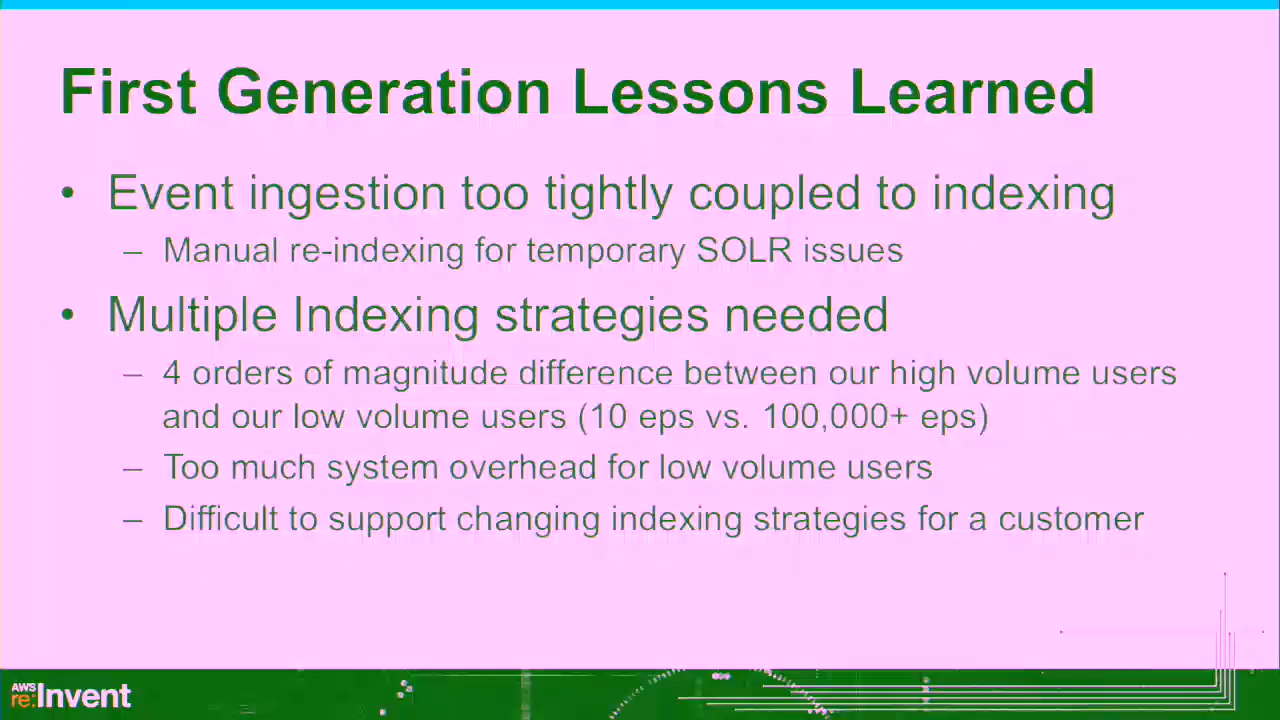 First Generation Lessons Learned
• Event ingestion too tightly coupled to indexing
– Manual re-indexing for temporary SOLR issues
• Multiple Indexing strategies needed
– 4 orders of magnitude difference between our high volume users
and our low volume users (10 eps vs. 100,000+ eps)
– Too much system overhead for low volume users
– Difficult to support changing indexing strategies for a customer
AWS
re:Invent